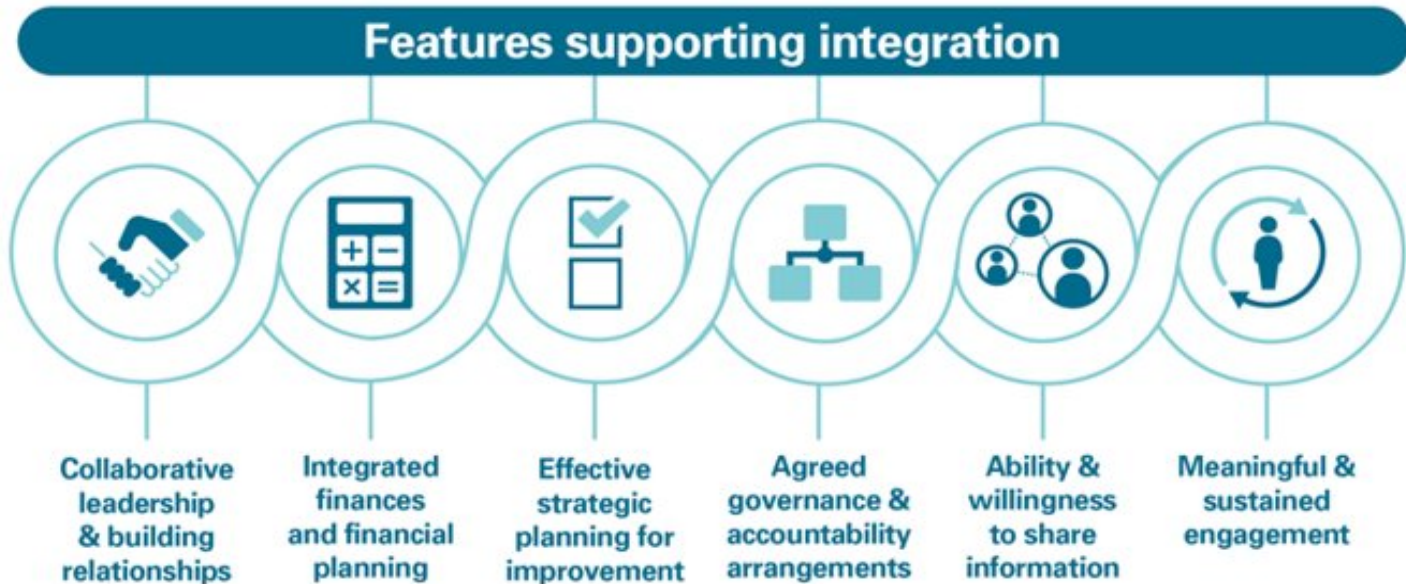 Features supporting integration
Collaborative
leadership
& building
relationships
Integrated
finances
and financial
planning
Effective
strategic
planning for
improvement
Agreed
governance &
accountability
arrangements
Ability &
willingness
to share
information
Meaningful &
sustained
engagement